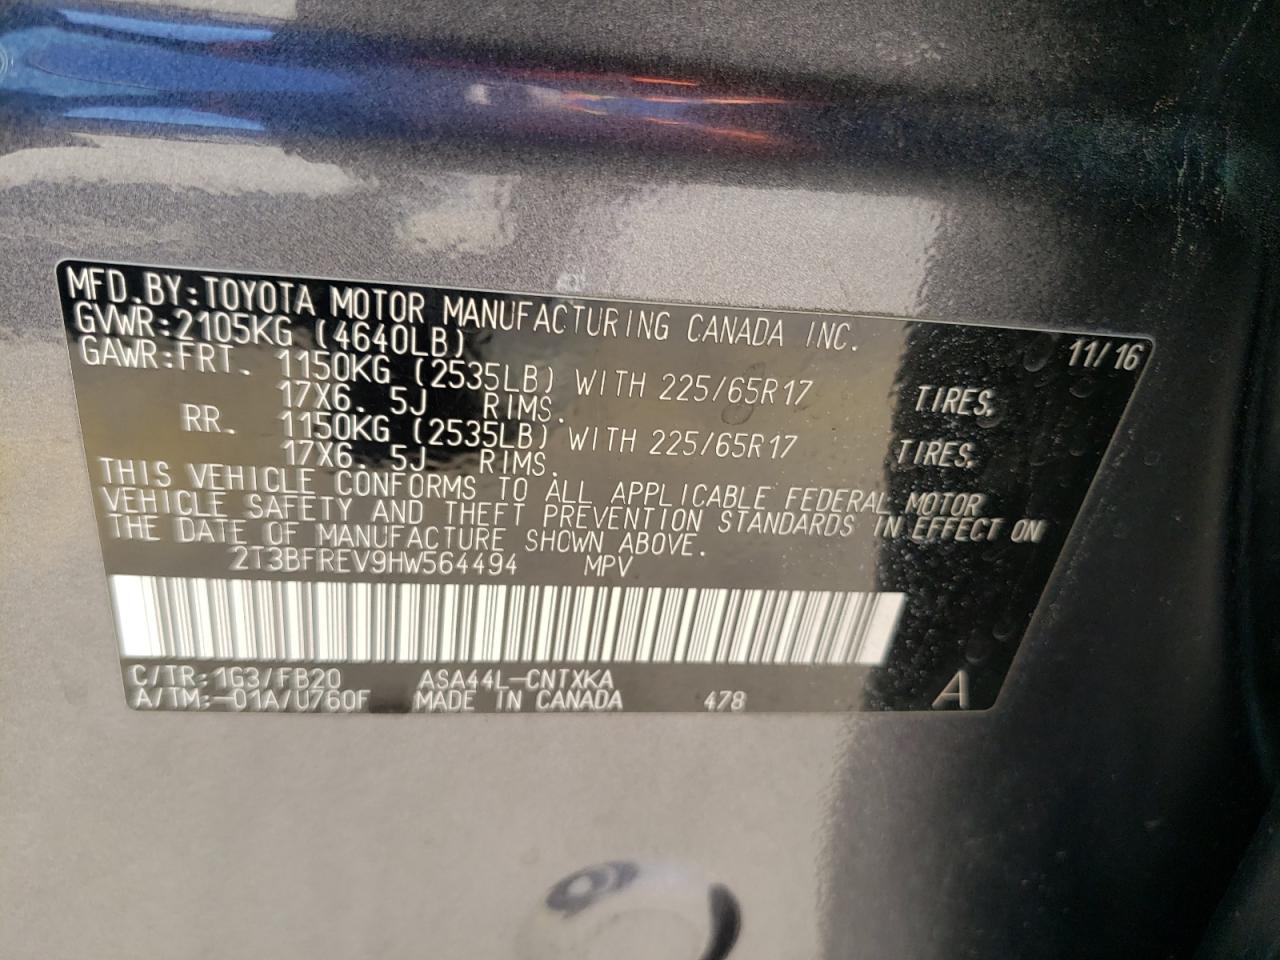 MFD.BY:TOYOTA MOTOR MANUFACTURING CANADA INC.
GVWR:2105KG (4640LB) 11/16
GAWR:FRT. 1150KG (2535LB) WITH 225/65R17 TIRES,
17X6.5J RIMS.
RR. 1150KG (2535LB) WITH 225/65R17 TIRES,
17X6.5J RIMS.
THIS VEHICLE CONFORMS TO ALL APPLICABLE FEDERAL MOTOR
VEHICLE SAFETY AND THEFT PREVENTION STANDARDS IN EFFECT ON
THE DATE OF MANUFACTURE SHOWN ABOVE.
2T3BFREV9HW564494 MPV
C/TR:1G3/FB20 ASA44L-CNTXKA
A/TM:-01A/U760F MADE IN CANADA 478 A